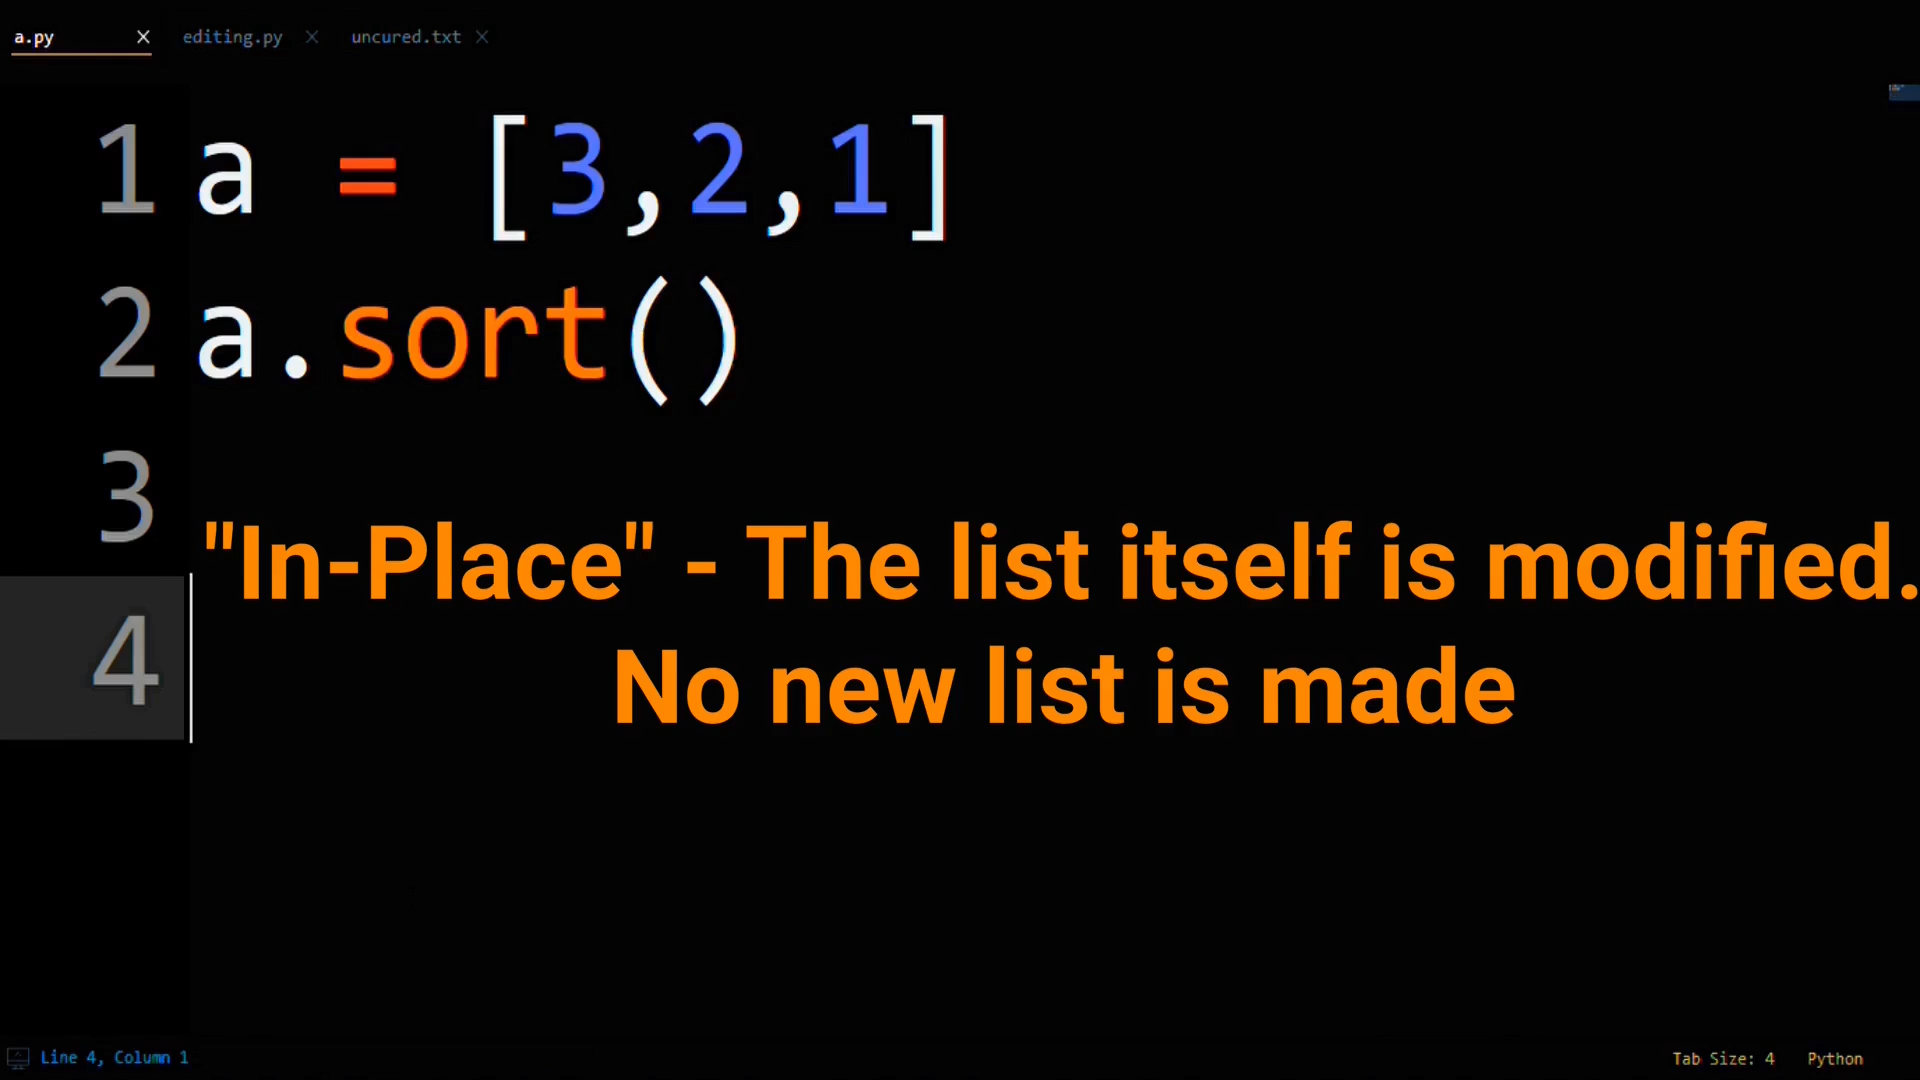 a.py × editing.py × uncured.txt ×
1 a = [3,2,1]
2 a.sort()
3
"In-Place" - The list itself is modified.
4
No new list is made
Line 4, Column 1 Tab Size: 4 Python